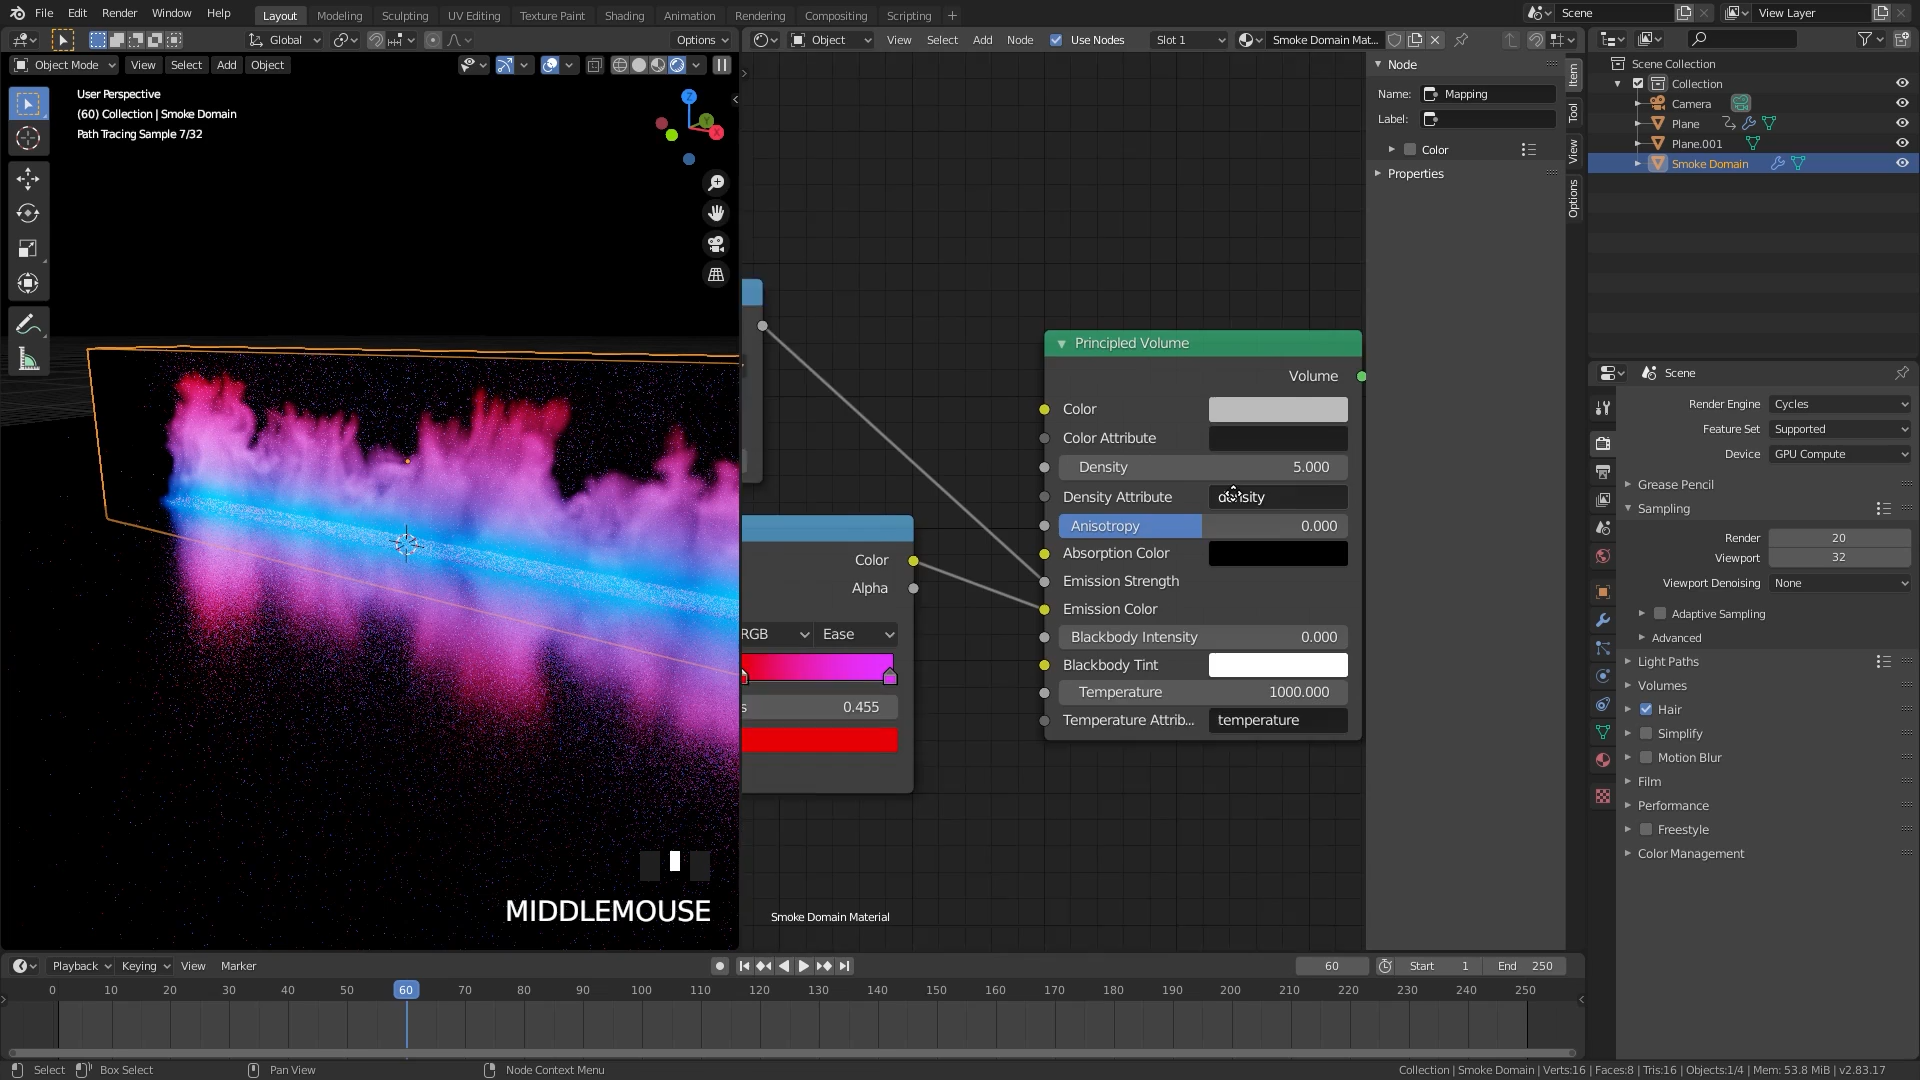 File Edit Render Window Help
Layout Modeling Sculpting UV Editing Texture Paint Shading Animation Rendering Compositing Scripting +
Scene
View Layer
Global
Options
Object
View Select Add Node
Use Nodes
Slot 1
Smoke Domain Mat...
Object Mode
View Select Add Object
User Perspective
(60) Collection | Smoke Domain
Path Tracing Sample 7/32
Z
Y
X
MIDDLEMOUSE
Principled Volume
Volume
Color
Color Attribute
Density 5.000
Density Attribute density
Anisotropy 0.000
Absorption Color
Emission Strength
Emission Color
Blackbody Intensity 0.000
Blackbody Tint
Temperature 1000.000
Temperature Attrib... temperature
Color
Alpha
RGB Ease
s 0.455
Smoke Domain Material
Node
Name: Mapping
Label:
Color
Properties
Item
Tool
View
Options
Scene Collection
Collection
Camera
Plane
Plane.001
Smoke Domain
Scene
Render Engine Cycles
Feature Set Supported
Device GPU Compute
Grease Pencil
Sampling
Render 20
Viewport 32
Viewport Denoising None
Adaptive Sampling
Advanced
Light Paths
Volumes
Hair
Simplify
Motion Blur
Film
Performance
Freestyle
Color Management
Playback Keying View Marker
60
Start 1
End 250
0 10 20 30 40 50 60 70 80 90 100 110 120 130 140 150 160 170 180 190 200 210 220 230 240 250
Select Box Select Pan View Node Context Menu
Collection | Smoke Domain | Verts:16 | Faces:8 | Tris:16 | Objects:1/4 | Mem: 53.8 MiB | v2.83.17